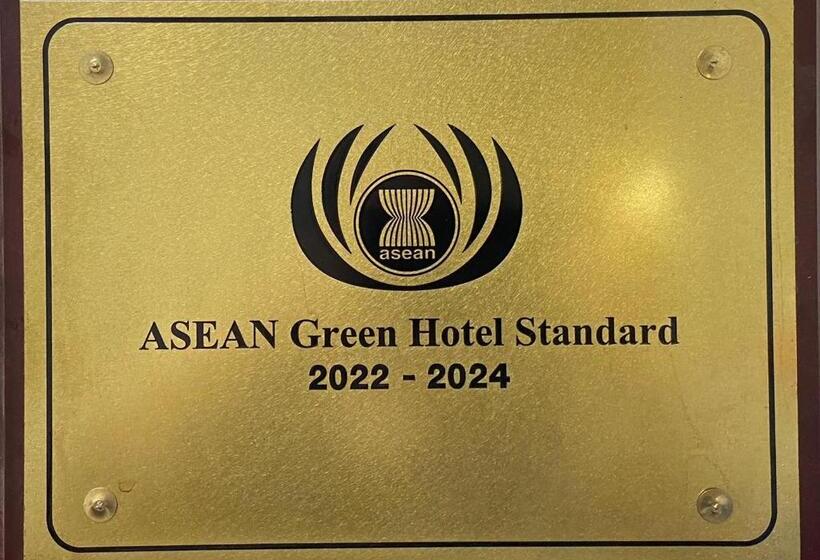 asean
ASEAN Green Hotel Standard
2022 - 2024